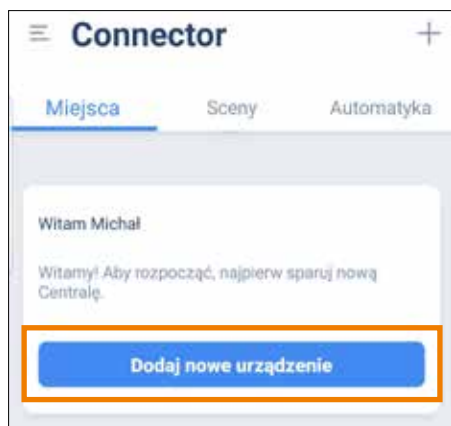 Connector
Miejsca Sceny Automatyka
Witam Michał
Witamy! Aby rozpocząć, najpierw sparuj nową
Centralę.
Dodaj nowe urządzenie